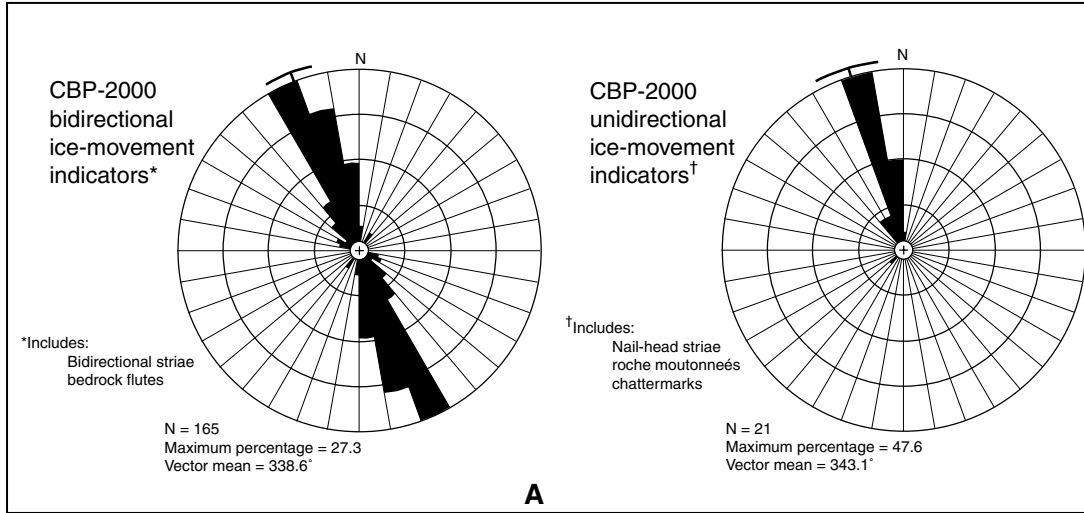 N
CBP-2000
bidirectional
ice-movement
indicators*
*Includes:
Bidirectional striae
bedrock flutes
N = 165
Maximum percentage = 27.3
Vector mean = 338.6°
N
CBP-2000
unidirectional
ice-movement
indicators†
†Includes:
Nail-head striae
roche moutonneés
chattermarks
N = 21
Maximum percentage = 47.6
Vector mean = 343.1°
A